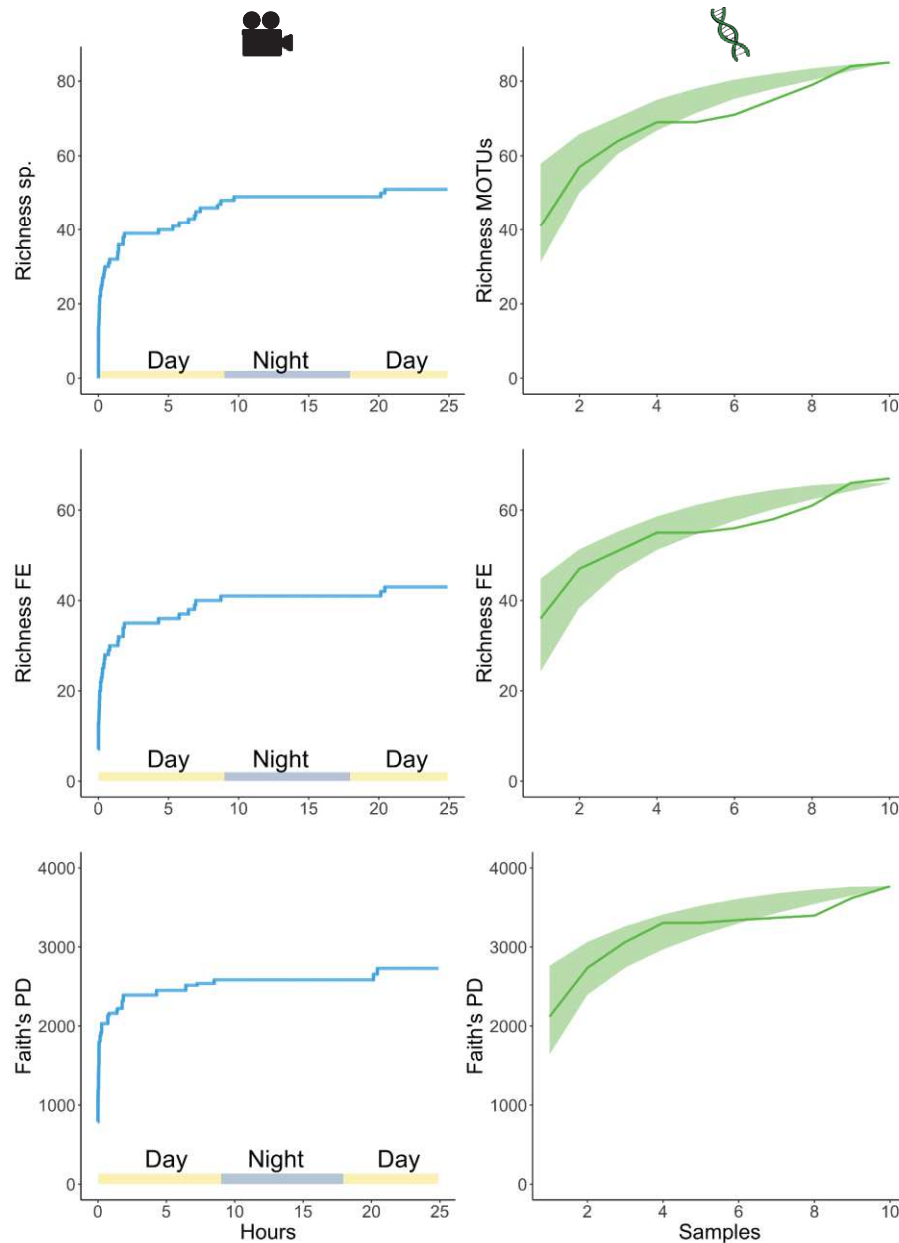 Richness sp.
80
60
40
20
0
Day Night Day
0 5 10 15 20 25
Richness MOTUs
80
60
40
20
0
2 4 6 8 10
Richness FE
60
40
20
0
Day Night Day
0 5 10 15 20 25
Richness FE
60
40
20
0
2 4 6 8 10
Faith's PD
4000
3000
2000
1000
0
Day Night Day
0 5 10 15 20 25
Hours
Faith's PD
4000
3000
2000
1000
0
2 4 6 8 10
Samples